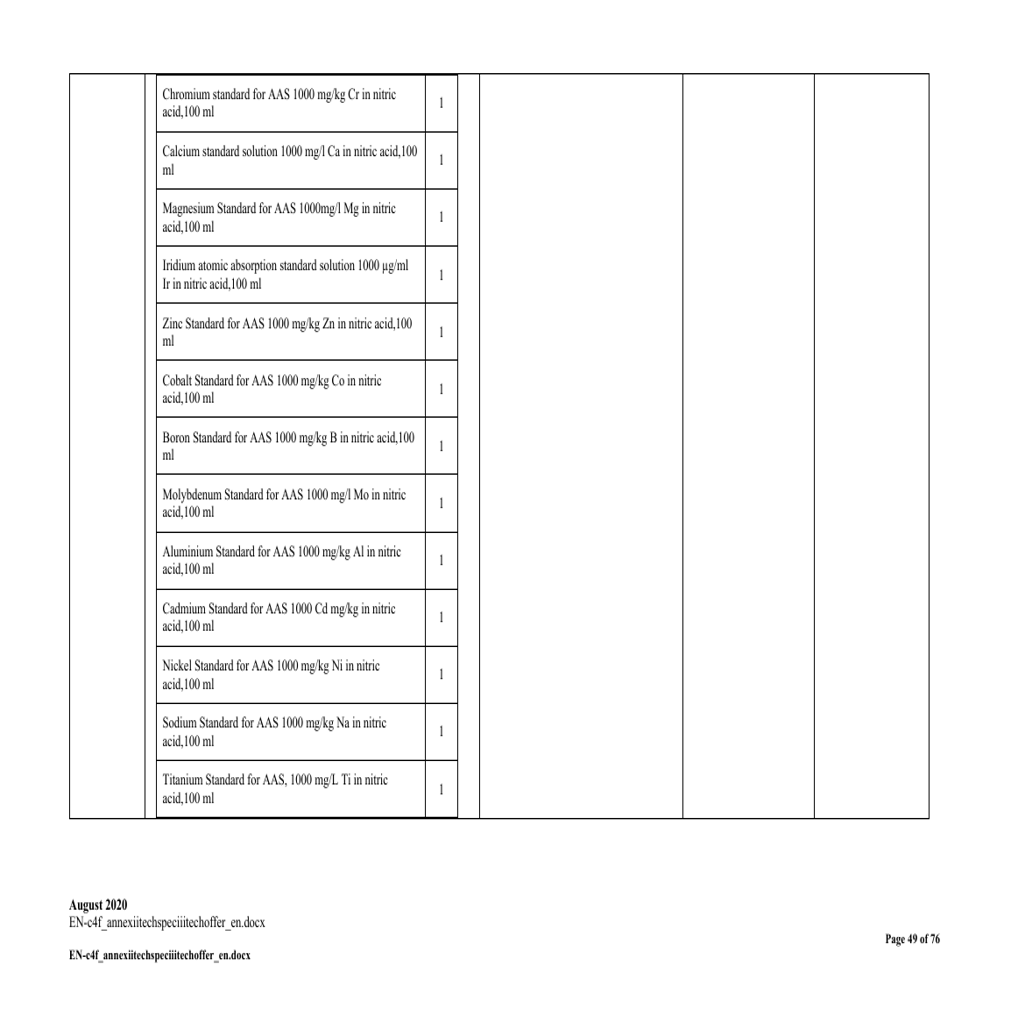 Chromium standard for AAS 1000 mg/kg Cr in nitric
acid,100 ml
1
Calcium standard solution 1000 mg/l Ca in nitric acid,100
ml
1
Magnesium Standard for AAS 1000mg/l Mg in nitric
acid,100 ml
1
Iridium atomic absorption standard solution 1000 µg/ml
Ir in nitric acid,100 ml
1
Zinc Standard for AAS 1000 mg/kg Zn in nitric acid,100
ml
1
Cobalt Standard for AAS 1000 mg/kg Co in nitric
acid,100 ml
1
Boron Standard for AAS 1000 mg/kg B in nitric acid,100
ml
1
Molybdenum Standard for AAS 1000 mg/l Mo in nitric
acid,100 ml
1
Aluminium Standard for AAS 1000 mg/kg Al in nitric
acid,100 ml
1
Cadmium Standard for AAS 1000 Cd mg/kg in nitric
acid,100 ml
1
Nickel Standard for AAS 1000 mg/kg Ni in nitric
acid,100 ml
1
Sodium Standard for AAS 1000 mg/kg Na in nitric
acid,100 ml
1
Titanium Standard for AAS, 1000 mg/L Ti in nitric
acid,100 ml
1
August 2020
EN-c4f_annexiitechspeciiitechoffer_en.docx
Page 49 of 76
EN-c4f_annexiitechspeciiitechoffer_en.docx